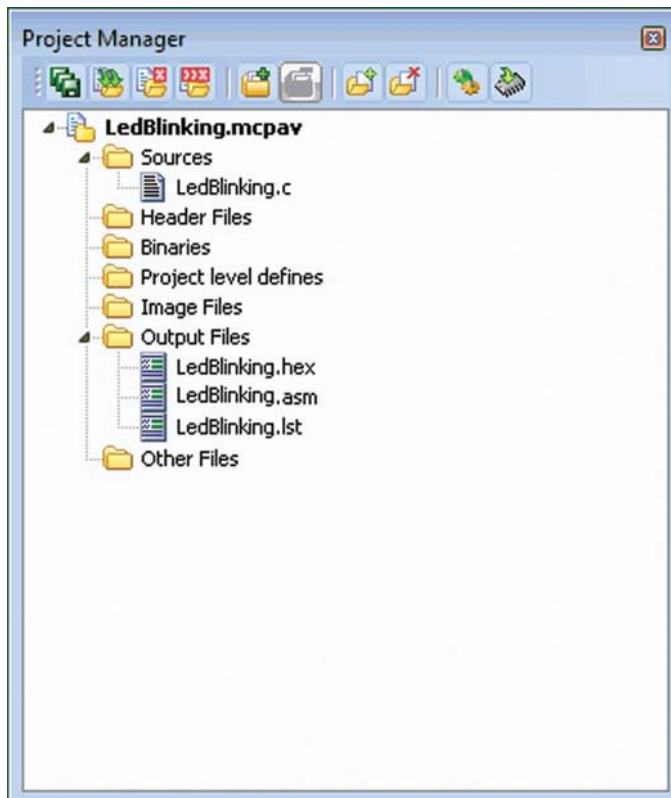 Project Manager
LedBlinking.mcpav
Sources
LedBlinking.c
Header Files
Binaries
Project level defines
Image Files
Output Files
LedBlinking.hex
LedBlinking.asm
LedBlinking.lst
Other Files